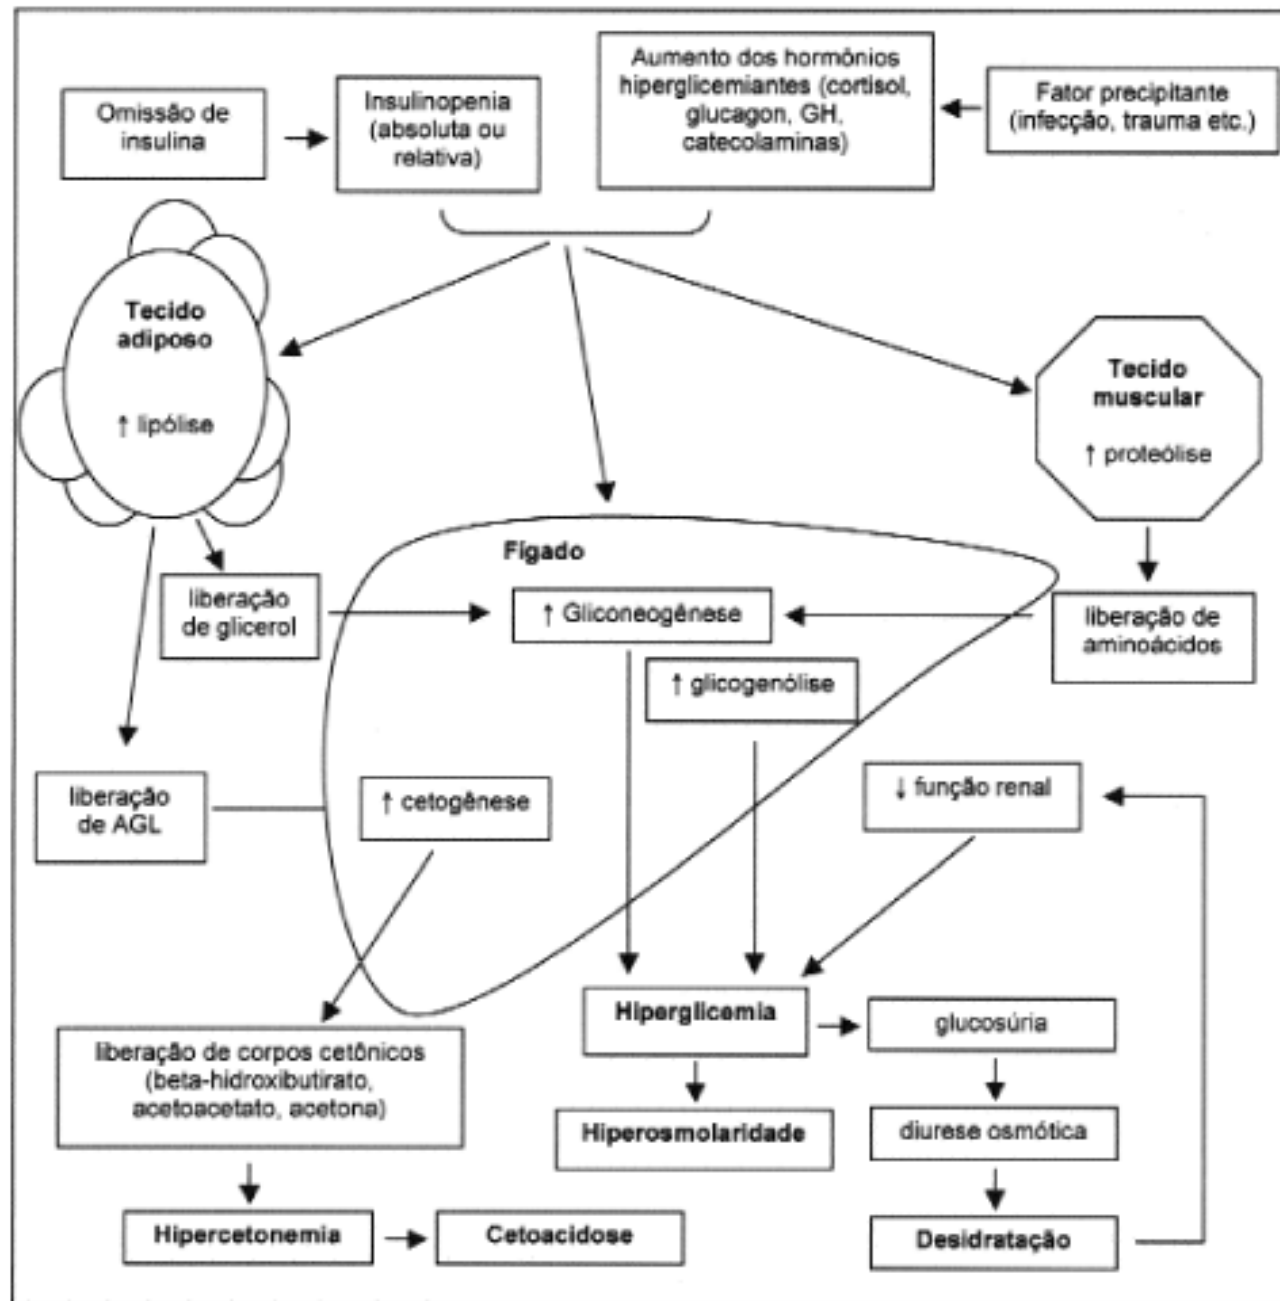 Omissão de
insulina
Insulinopenia
(absoluta ou
relativa)
Aumento dos hormônios
hiperglicemiantes (cortisol,
glucagon, GH,
catecolaminas)
Fator precipitante
(infecção, trauma etc.)
Tecido
adiposo
↑ lipólise
Tecido
muscular
↑ proteólise
Fígado
liberação
de glicerol
↑ Gliconeogênese
liberação de
aminoácidos
↑ glicogenólise
liberação
de AGL
↑ cetogênese
↓ função renal
Hiperglicemia
glucosúria
liberação de corpos cetônicos
(beta-hidroxibutirato,
acetoacetato, acetona)
Hiperosmolaridade
diurese osmótica
Hipercetonemia
Cetoacidose
Desidratação